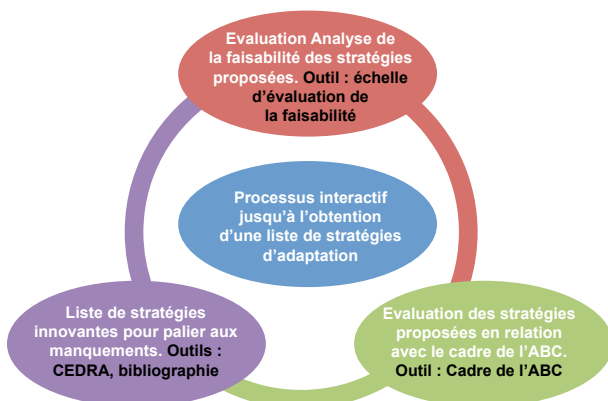 Evaluation Analyse de
la faisabilité des stratégies
proposées. Outil : échelle
d’évaluation de
la faisabilité
Processus interactif
jusqu’à l’obtention
d’une liste de stratégies
d’adaptation
Liste de stratégies
innovantes pour palier aux
manquements. Outils :
CEDRA, bibliographie
Evaluation des stratégies
proposées en relation
avec le cadre de l’ABC.
Outil : Cadre de l’ABC